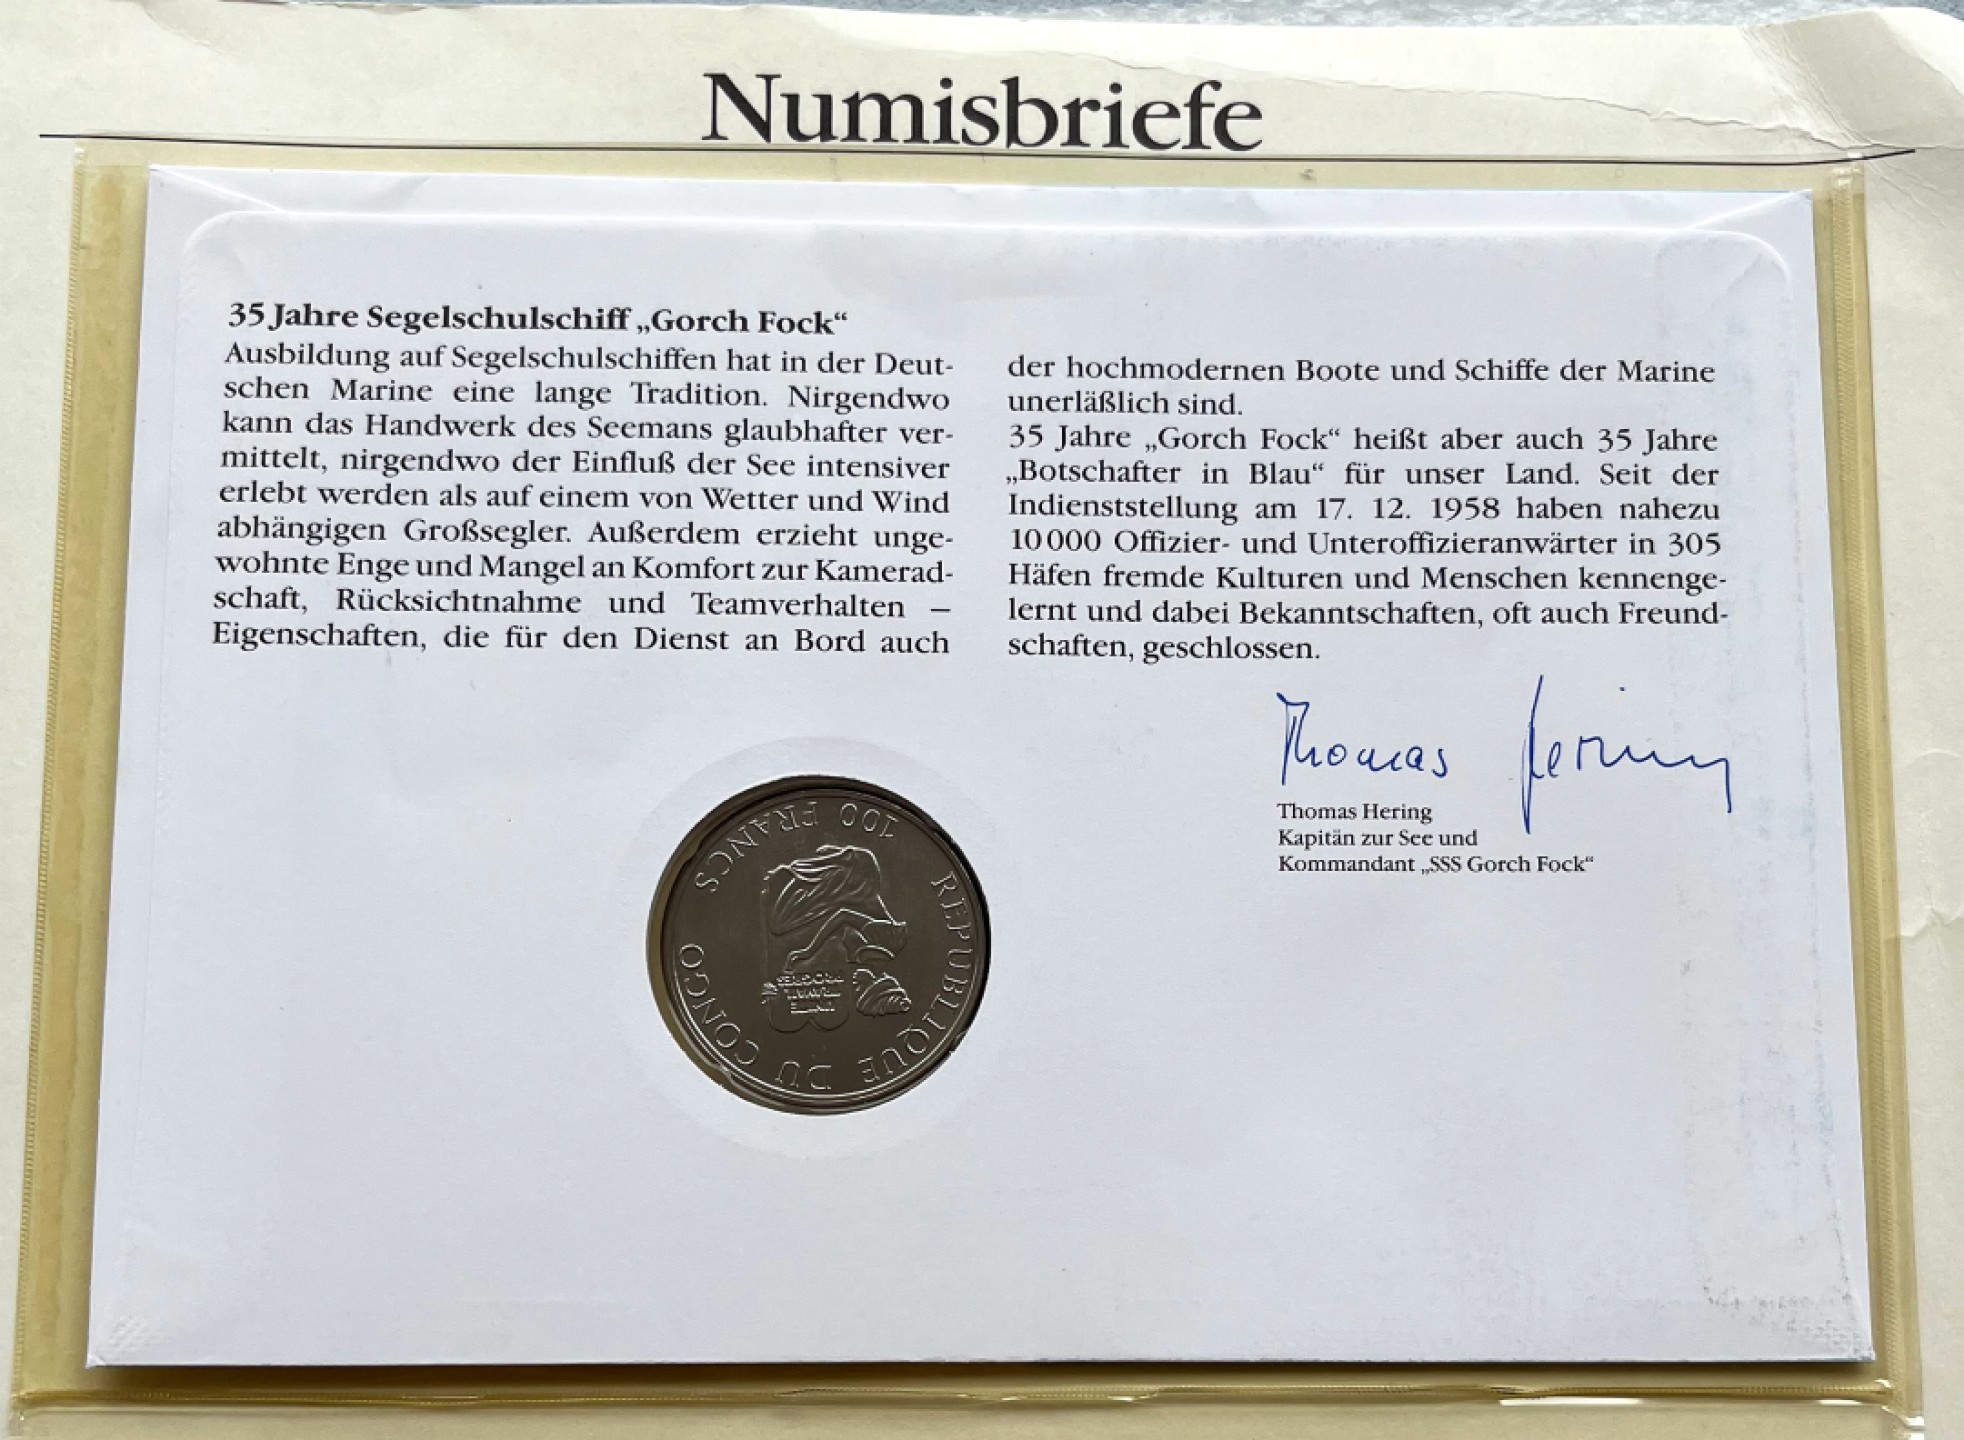 Numisbriefe
35 Jahre Segelschulschiff „Gorch Fock“
Ausbildung auf Segelschulschiffen hat in der Deut-
schen Marine eine lange Tradition. Nirgendwo
kann das Handwerk des Seemans glaubhafter ver-
mittelt, nirgendwo der Einfluß der See intensiver
erlebt werden als auf einem von Wetter und Wind
abhängigen Großsegler. Außerdem erzieht unge-
wohnte Enge und Mangel an Komfort zur Kamerad-
schaft, Rücksichtnahme und Teamverhalten –
Eigenschaften, die für den Dienst an Bord auch
der hochmodernen Boote und Schiffe der Marine
unerläßlich sind.
35 Jahre „Gorch Fock“ heißt aber auch 35 Jahre
„Botschafter in Blau“ für unser Land. Seit der
Indienststellung am 17. 12. 1958 haben nahezu
10 000 Offizier- und Unteroffizieranwärter in 305
Häfen fremde Kulturen und Menschen kennenge-
lernt und dabei Bekanntschaften, oft auch Freund-
schaften, geschlossen.
Thomas Hering
Thomas Hering
Kapitän zur See und
Kommandant „SSS Gorch Fock“
REPUBLIQUE DU CONGO
UNITE
TRAVAIL
PROGRES
100 FRANCS